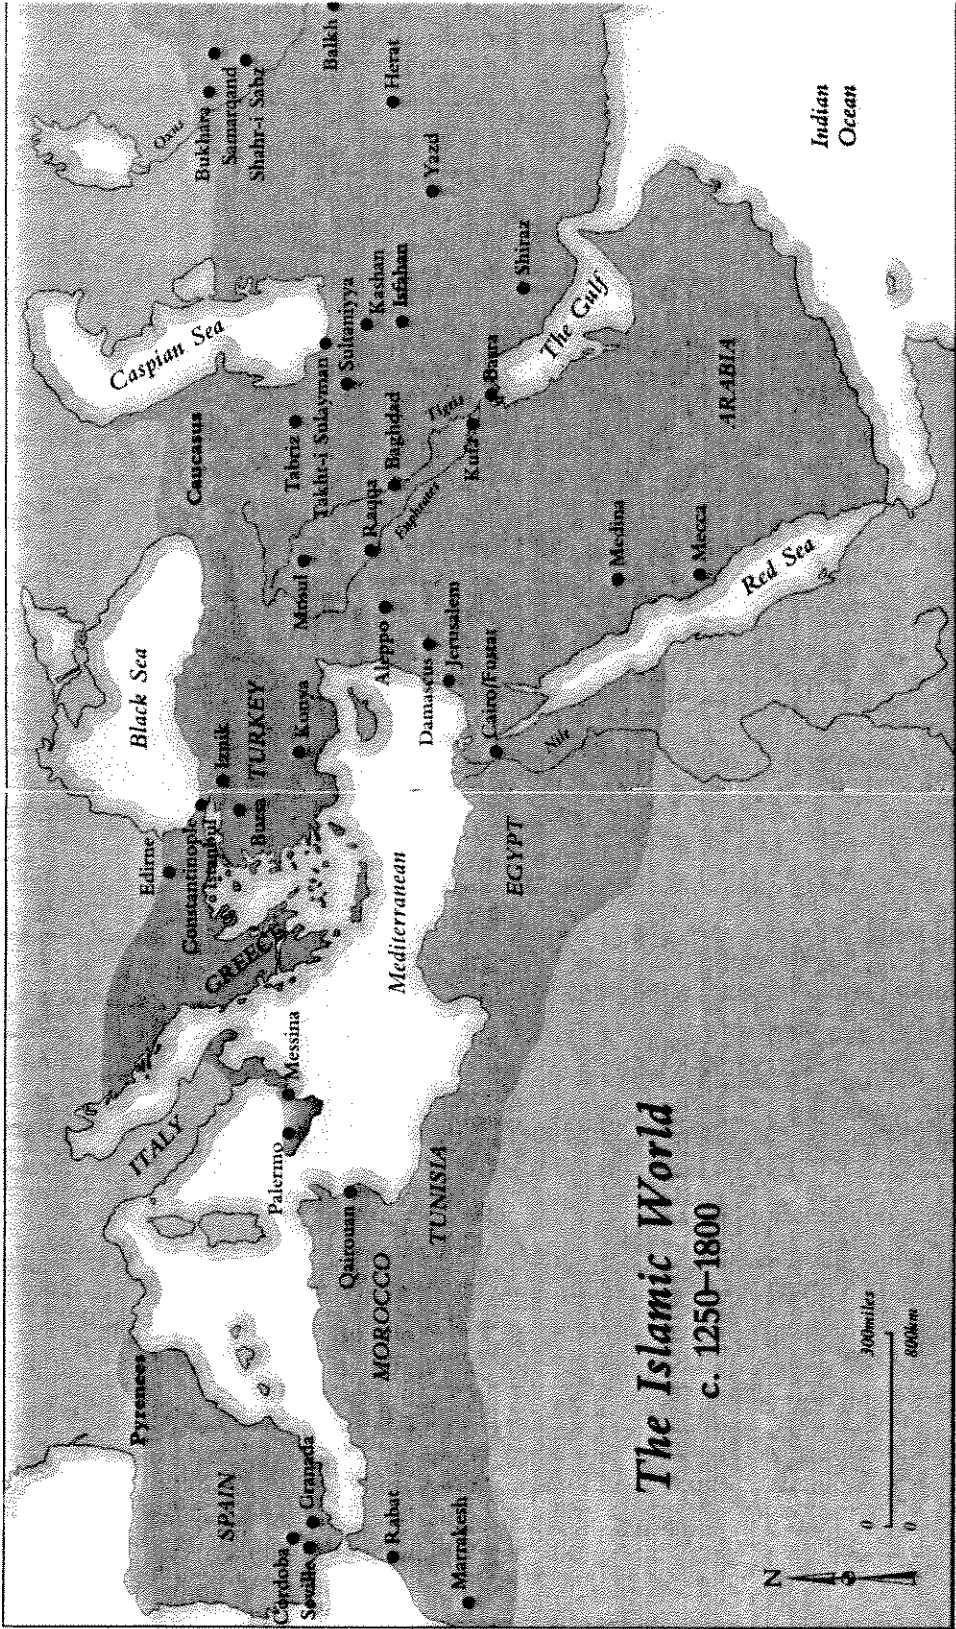 The Islamic World
c. 1250–1800
N
0 300miles
0 800km
SPAIN
Pyrenees
Cordoba
Seville
Granada
Rabat
Marrakesh
MOROCCO
TUNISIA
Qairouan
Palermo
Messina
ITALY
GREECE
Mediterranean
EGYPT
Edirne
Constantinople
Istanbul
Bursa
Iznik
TURKEY
Konya
Black Sea
Cairo/Fustat
Nile
Damascus
Jerusalem
Aleppo
Mosul
Raqqa
Euphrates
Tigris
Baghdad
Kufa
Basra
Medina
Mecca
Red Sea
ARABIA
Caucasus
Caspian Sea
Tabriz
Takht-i Sulayman
Sultaniyya
Kashan
Isfahan
Shiraz
The Gulf
Yazd
Herat
Balkh
Oxus
Bukhara
Samarqand
Shahr-i Sabz
Indian
Ocean